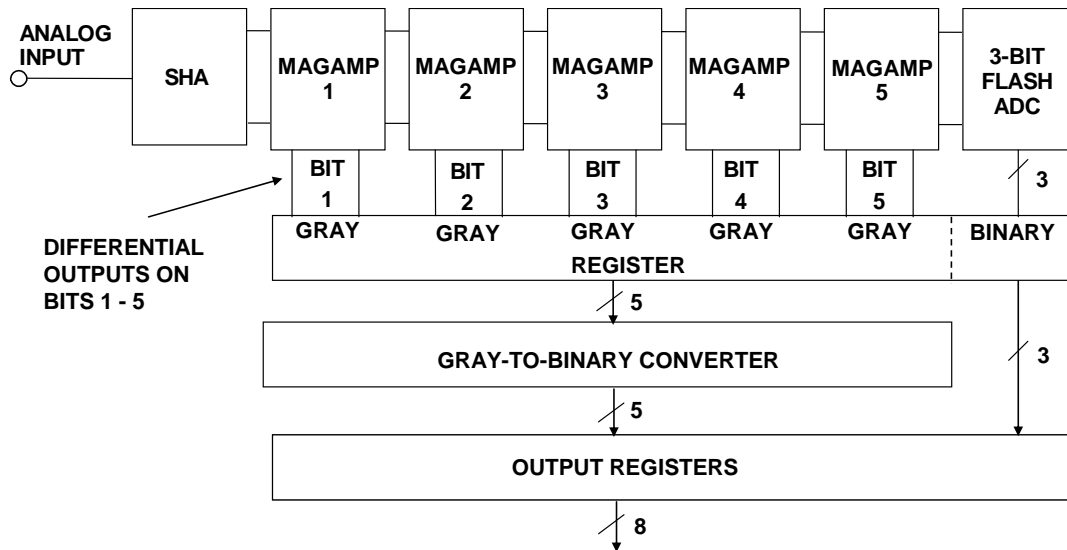 ANALOG
INPUT
SHA
MAGAMP
1
MAGAMP
2
MAGAMP
3
MAGAMP
4
MAGAMP
5
3-BIT
FLASH
ADC
BIT
1
GRAY
BIT
2
GRAY
BIT
3
GRAY
BIT
4
GRAY
BIT
5
GRAY
3
BINARY
DIFFERENTIAL
OUTPUTS ON
BITS 1 - 5
REGISTER
5
3
GRAY-TO-BINARY CONVERTER
5
OUTPUT REGISTERS
8